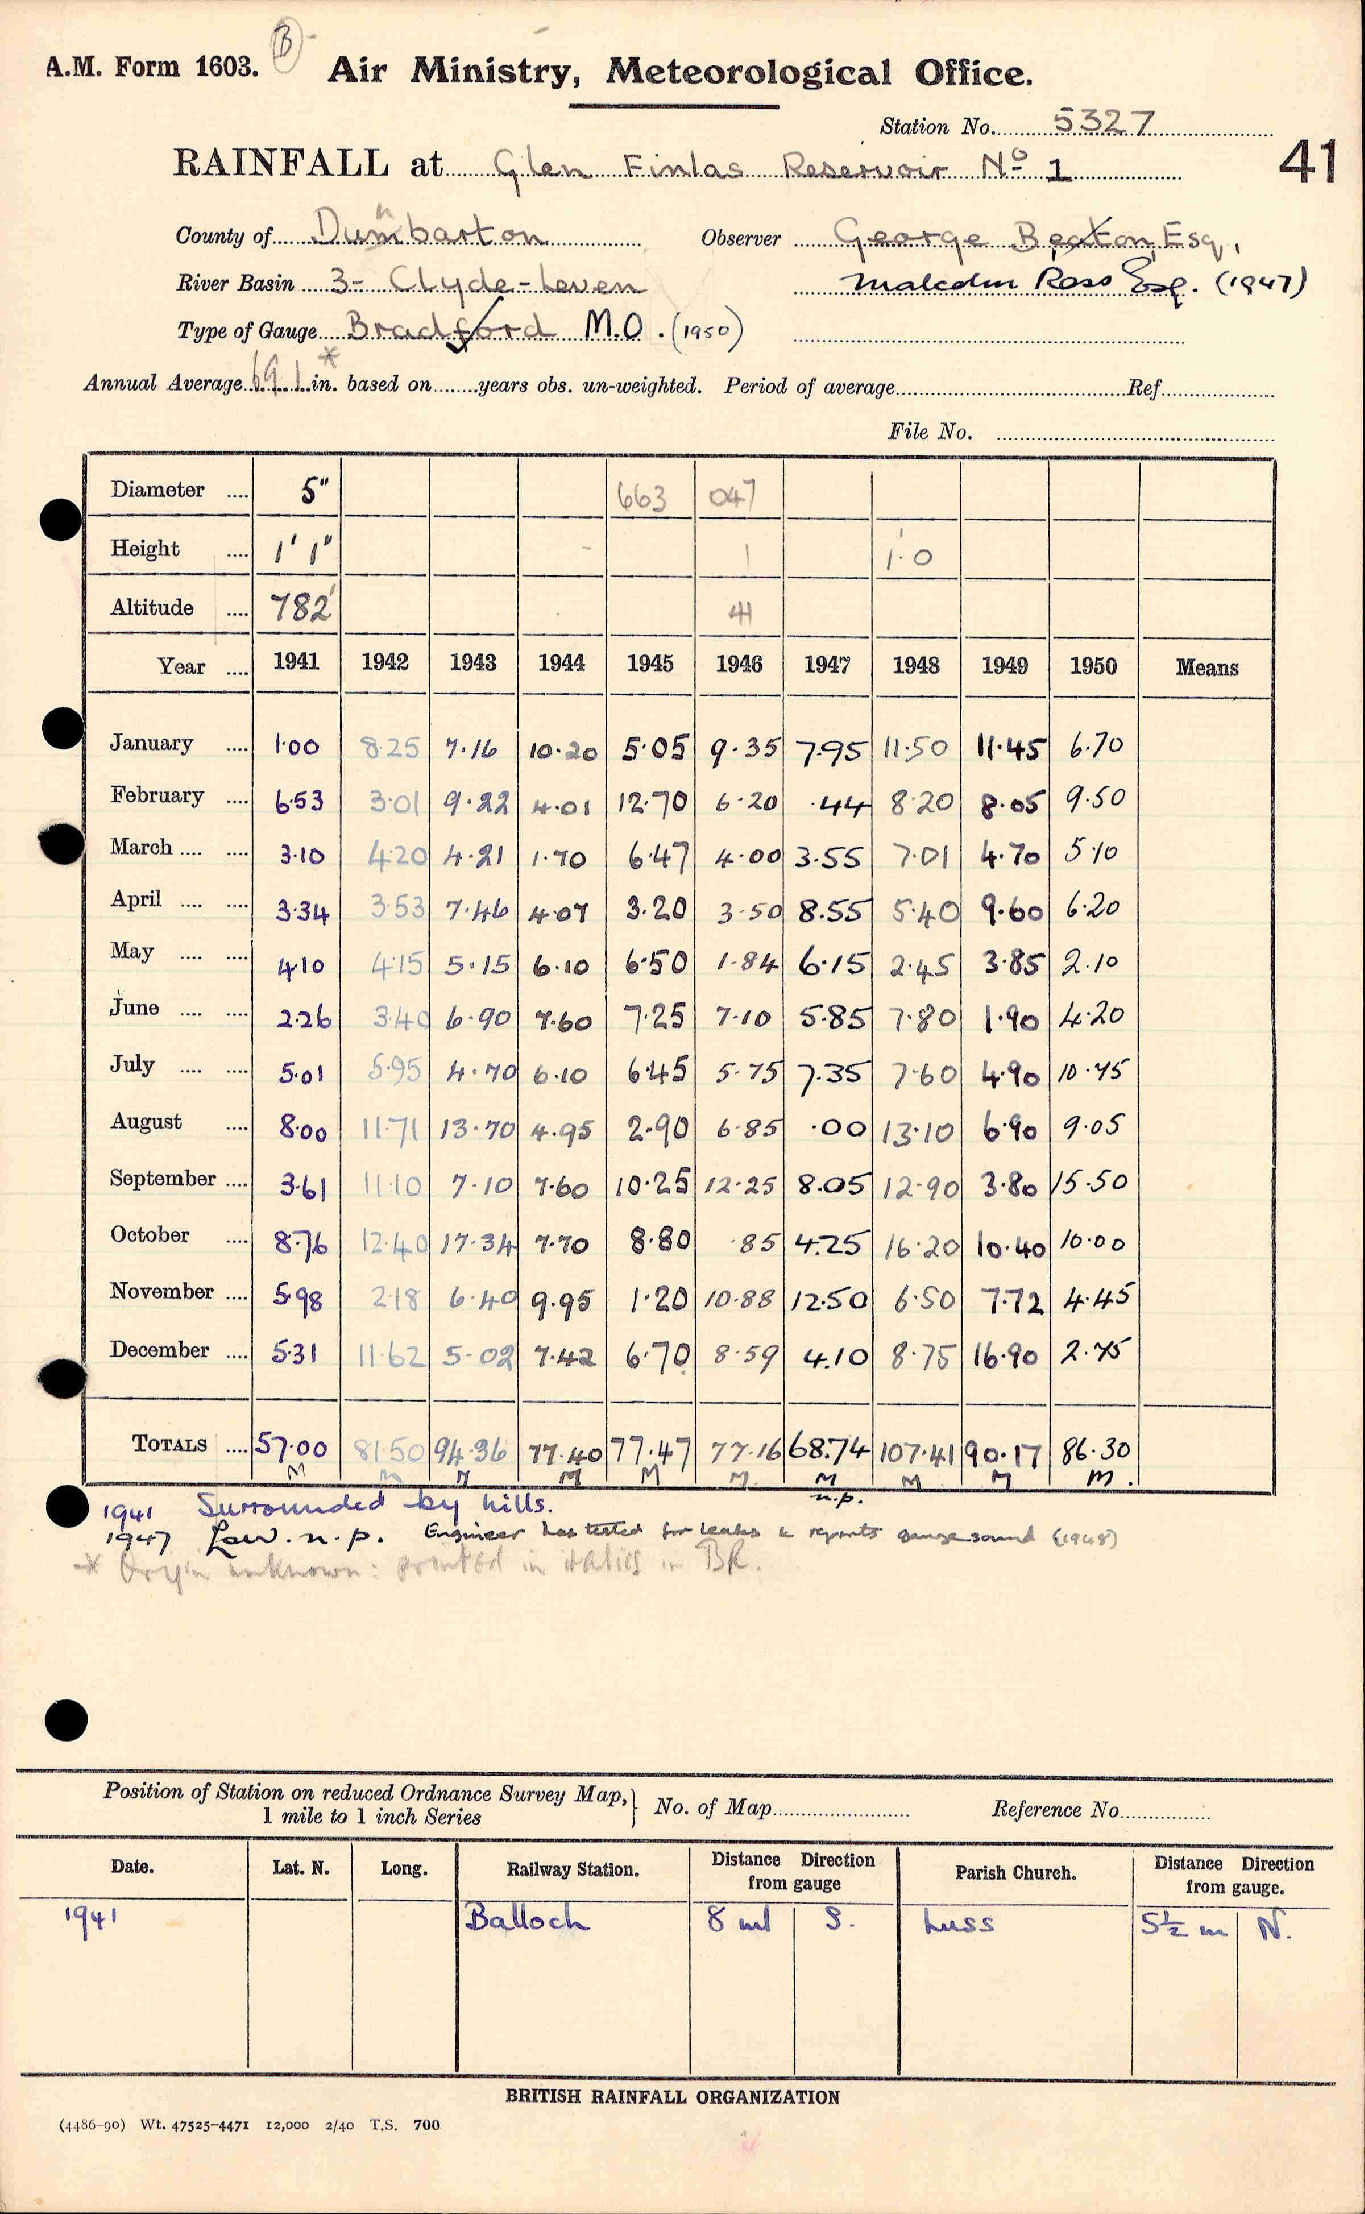 A.M. Form 1603. B
Air Ministry, Meteorological Office.
Station No. 5327
41
RAINFALL at Glen Finlas Reservoir No 1
County of Dumbarton n Observer George Beaton, Esq,
River Basin 3- Clyde-Leven Malcolm Ross Esq. (1947)
Type of Gauge Bradford M.O. (1950)
Annual Average 69.1* in. based on ....... years obs. un-weighted. Period of average Ref.
File No.
Diameter .... 5" 663 047
Height .... 1' 1" 1 1·0
Altitude .... 782' 41
Year .... 1941 1942 1943 1944 1945 1946 1947 1948 1949 1950 Means
January .... 1·00 8·25 7·16 10·20 5·05 9·35 7·95 11·50 11·45 6·70
February .... 6·53 3·01 9·22 4·01 12·70 6·20 ·44 8·20 8·05 9·50
March .... .... 3·10 4·20 4·21 1·70 6·47 4·00 3·55 7·01 4·70 5·10
April .... .... 3·34 3·53 7·46 4·07 3·20 3·50 8·55 5·40 9·60 6·20
May .... .... 4·10 4·15 5·15 6·10 6·50 1·84 6·15 2·45 3·85 2·10
June .... .... 2·26 3·40 6·90 7·60 7·25 7·10 5·85 7·80 1·90 4·20
July .... .... 5·01 5·95 4·70 6·10 6·45 5·75 7·35 7·60 4·90 10·75
August .... 8·00 11·71 13·70 4·95 2·90 6·85 ·00 13·10 6·90 9·05
September .... 3·61 11·10 7·10 7·60 10·25 12·25 8·05 12·90 3·80 15·50
October .... 8·76 12·40 17·34 7·70 8·80 ·85 4·25 16·20 10·40 10·00
November .... 5·98 2·18 6·40 9·95 1·20 10·88 12·50 6·50 7·72 4·45
December .... 5·31 11·62 5·02 7·42 6·70 8·59 4·10 8·75 16·90 2·75
TOTALS .... 57·00 81·50 94·36 77·40 77·47 77·16 68·74 107·41 90·17 86·30
M M M M M M M M M M.
n.p.
1941 Surrounded by hills.
1947 Low. n.p. Engineer has tested for leaks & reports gauge sound (1948)
* Origin unknown: printed in italics in BR.
Position of Station on reduced Ordnance Survey Map, 1 mile to 1 inch Series } No. of Map Reference No.
Date. Lat. N. Long. Railway Station. Distance Direction from gauge Parish Church. Distance Direction from gauge.
1941 Balloch 8 ml S. Luss 5½ m N.
BRITISH RAINFALL ORGANIZATION
(4486-90) Wt. 47525-4471 12,000 2/40 T.S. 700